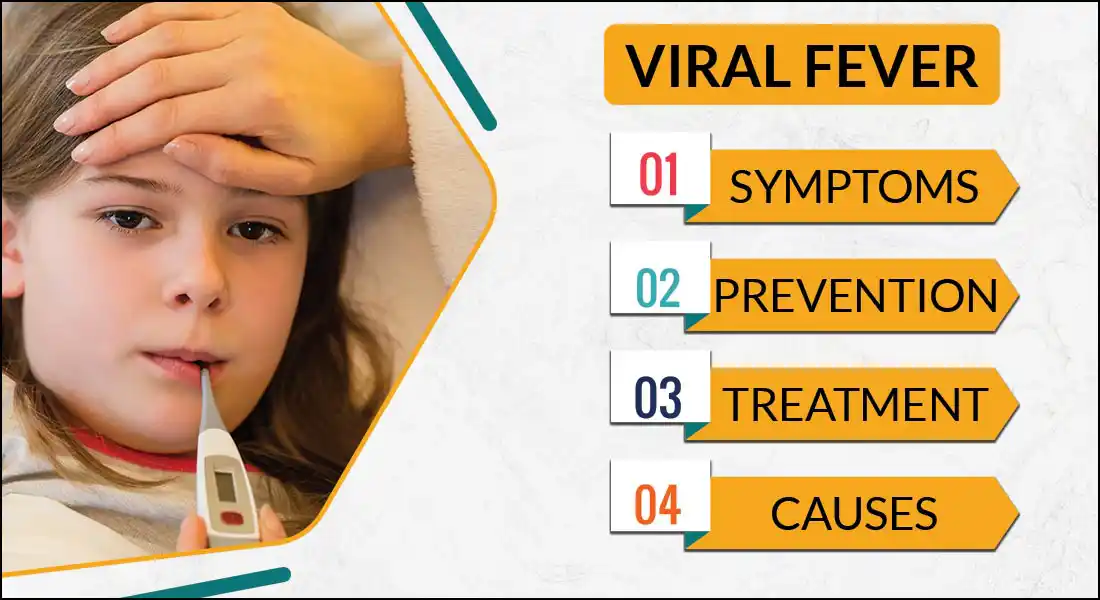 VIRAL FEVER
01
SYMPTOMS
02
PREVENTION
03
TREATMENT
04
CAUSES